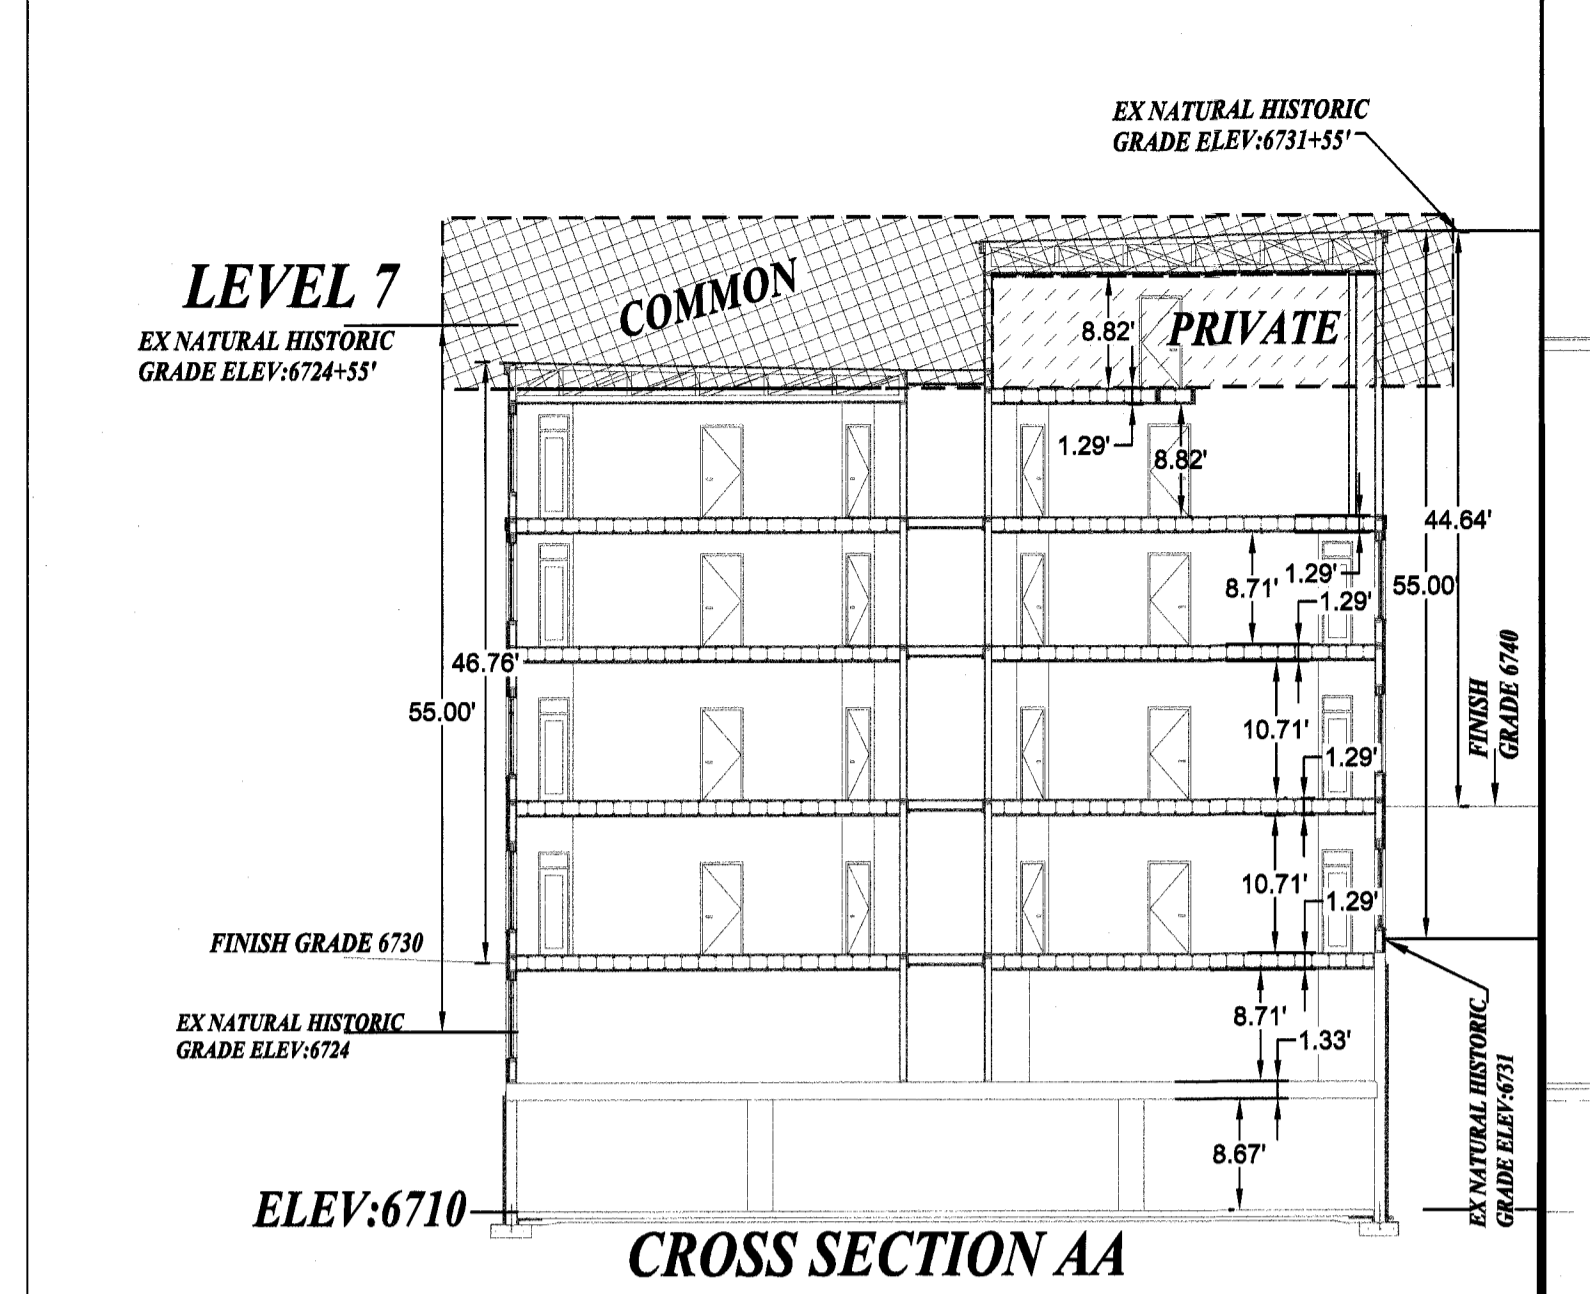 EX NATURAL HISTORIC
GRADE ELEV:6731+55'
LEVEL 7
EX NATURAL HISTORIC
GRADE ELEV:6724+55'
COMMON
PRIVATE
8.82'
1.29'
8.82'
44.64'
55.00'
8.71'
1.29'
1.29'
46.76'
55.00'
10.71'
1.29'
FINISH
GRADE 6740
10.71'
1.29'
FINISH GRADE 6730
EX NATURAL HISTORIC
GRADE ELEV:6724
8.71'
1.33'
8.67'
EX NATURAL HISTORIC
GRADE ELEV:6731
ELEV:6710
CROSS SECTION AA